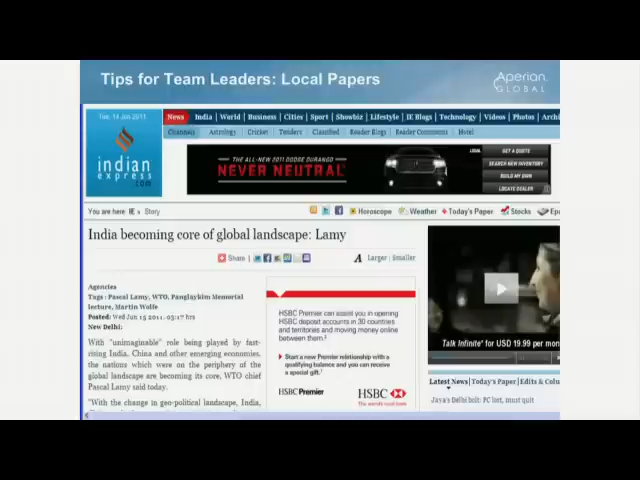 Tips for Team Leaders: Local Papers
Aperian
GLOBAL
Tue, 14 Jun 2011
News India World Business Cities Sport Showbiz Lifestyle IE Blogs Technology Videos Photos Archi
Channels Astrology Cricket Tenders Classified Reader Blogs Reader Comments Hotel
indian
express
.com
THE ALL-NEW 2011 DODGE DURANGO
NEVER NEUTRAL
GET A QUOTE
SEARCH NEW INVENTORY
BUILD MY OWN
LOCATE DEALER
You are here: IE » Story
Horoscope Weather Today's Paper Stocks Epa
India becoming core of global landscape: Lamy
Share
A Larger | Smaller
Agencies
Tags : Pascal Lamy, WTO, Panglaykim Memorial
lecture, Martin Wolfe
Posted: Wed Jun 15 2011, 03:17 hrs
New Delhi:
With "unimaginable" role being played by fast-
rising India, China and other emerging economies,
the nations which were on the periphery of the
global landscape are becoming its core, WTO chief
Pascal Lamy said today.
"With the change in geo-political landscape, India,
HSBC Premier can assist you in opening
HSBC deposit accounts in 30 countries
and territories and moving money online
between them.²
Start a new Premier relationship with a
qualifying balance and you can receive
a special gift.¹
HSBC Premier
HSBC
The world's local bank
Talk Infinite* for USD 19.99 per mon
Latest News Today's Paper Edits & Colu
Jaya's Delhi bolt: PC lost, must quit